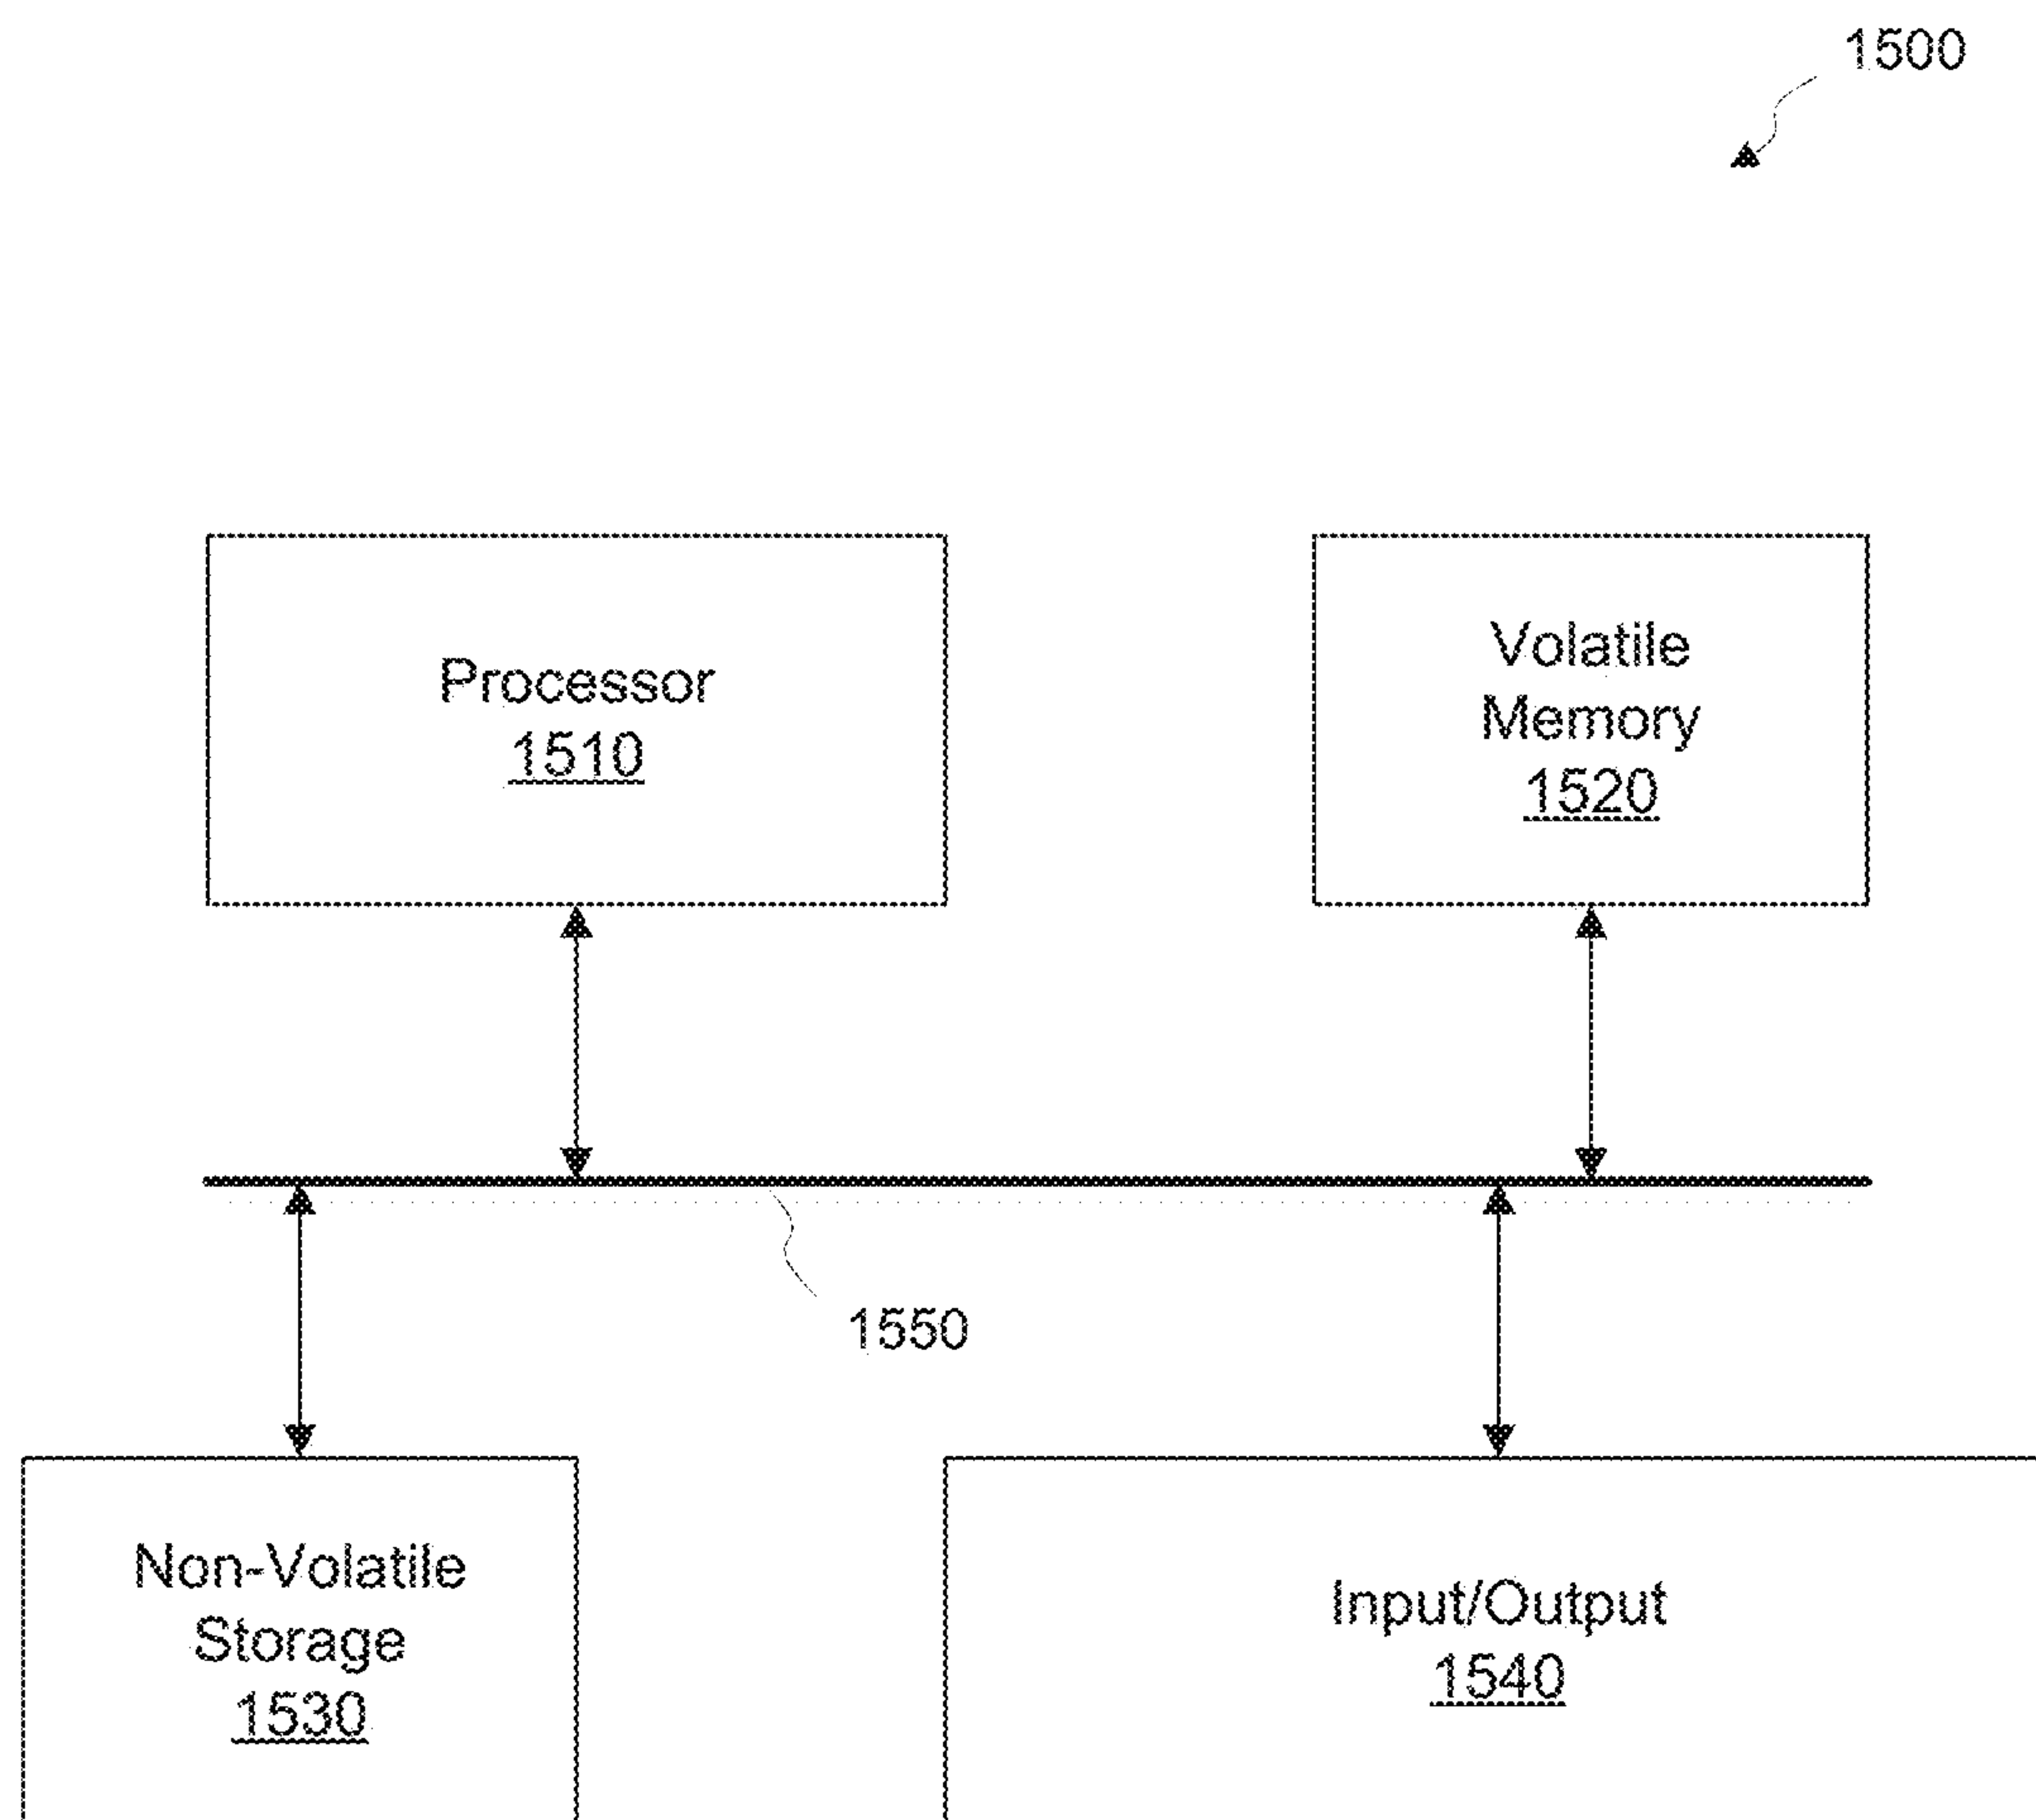 1500
Processor
1510
Volatile
Memory
1520
1550
Non-Volatile
Storage
1530
Input/Output
1540